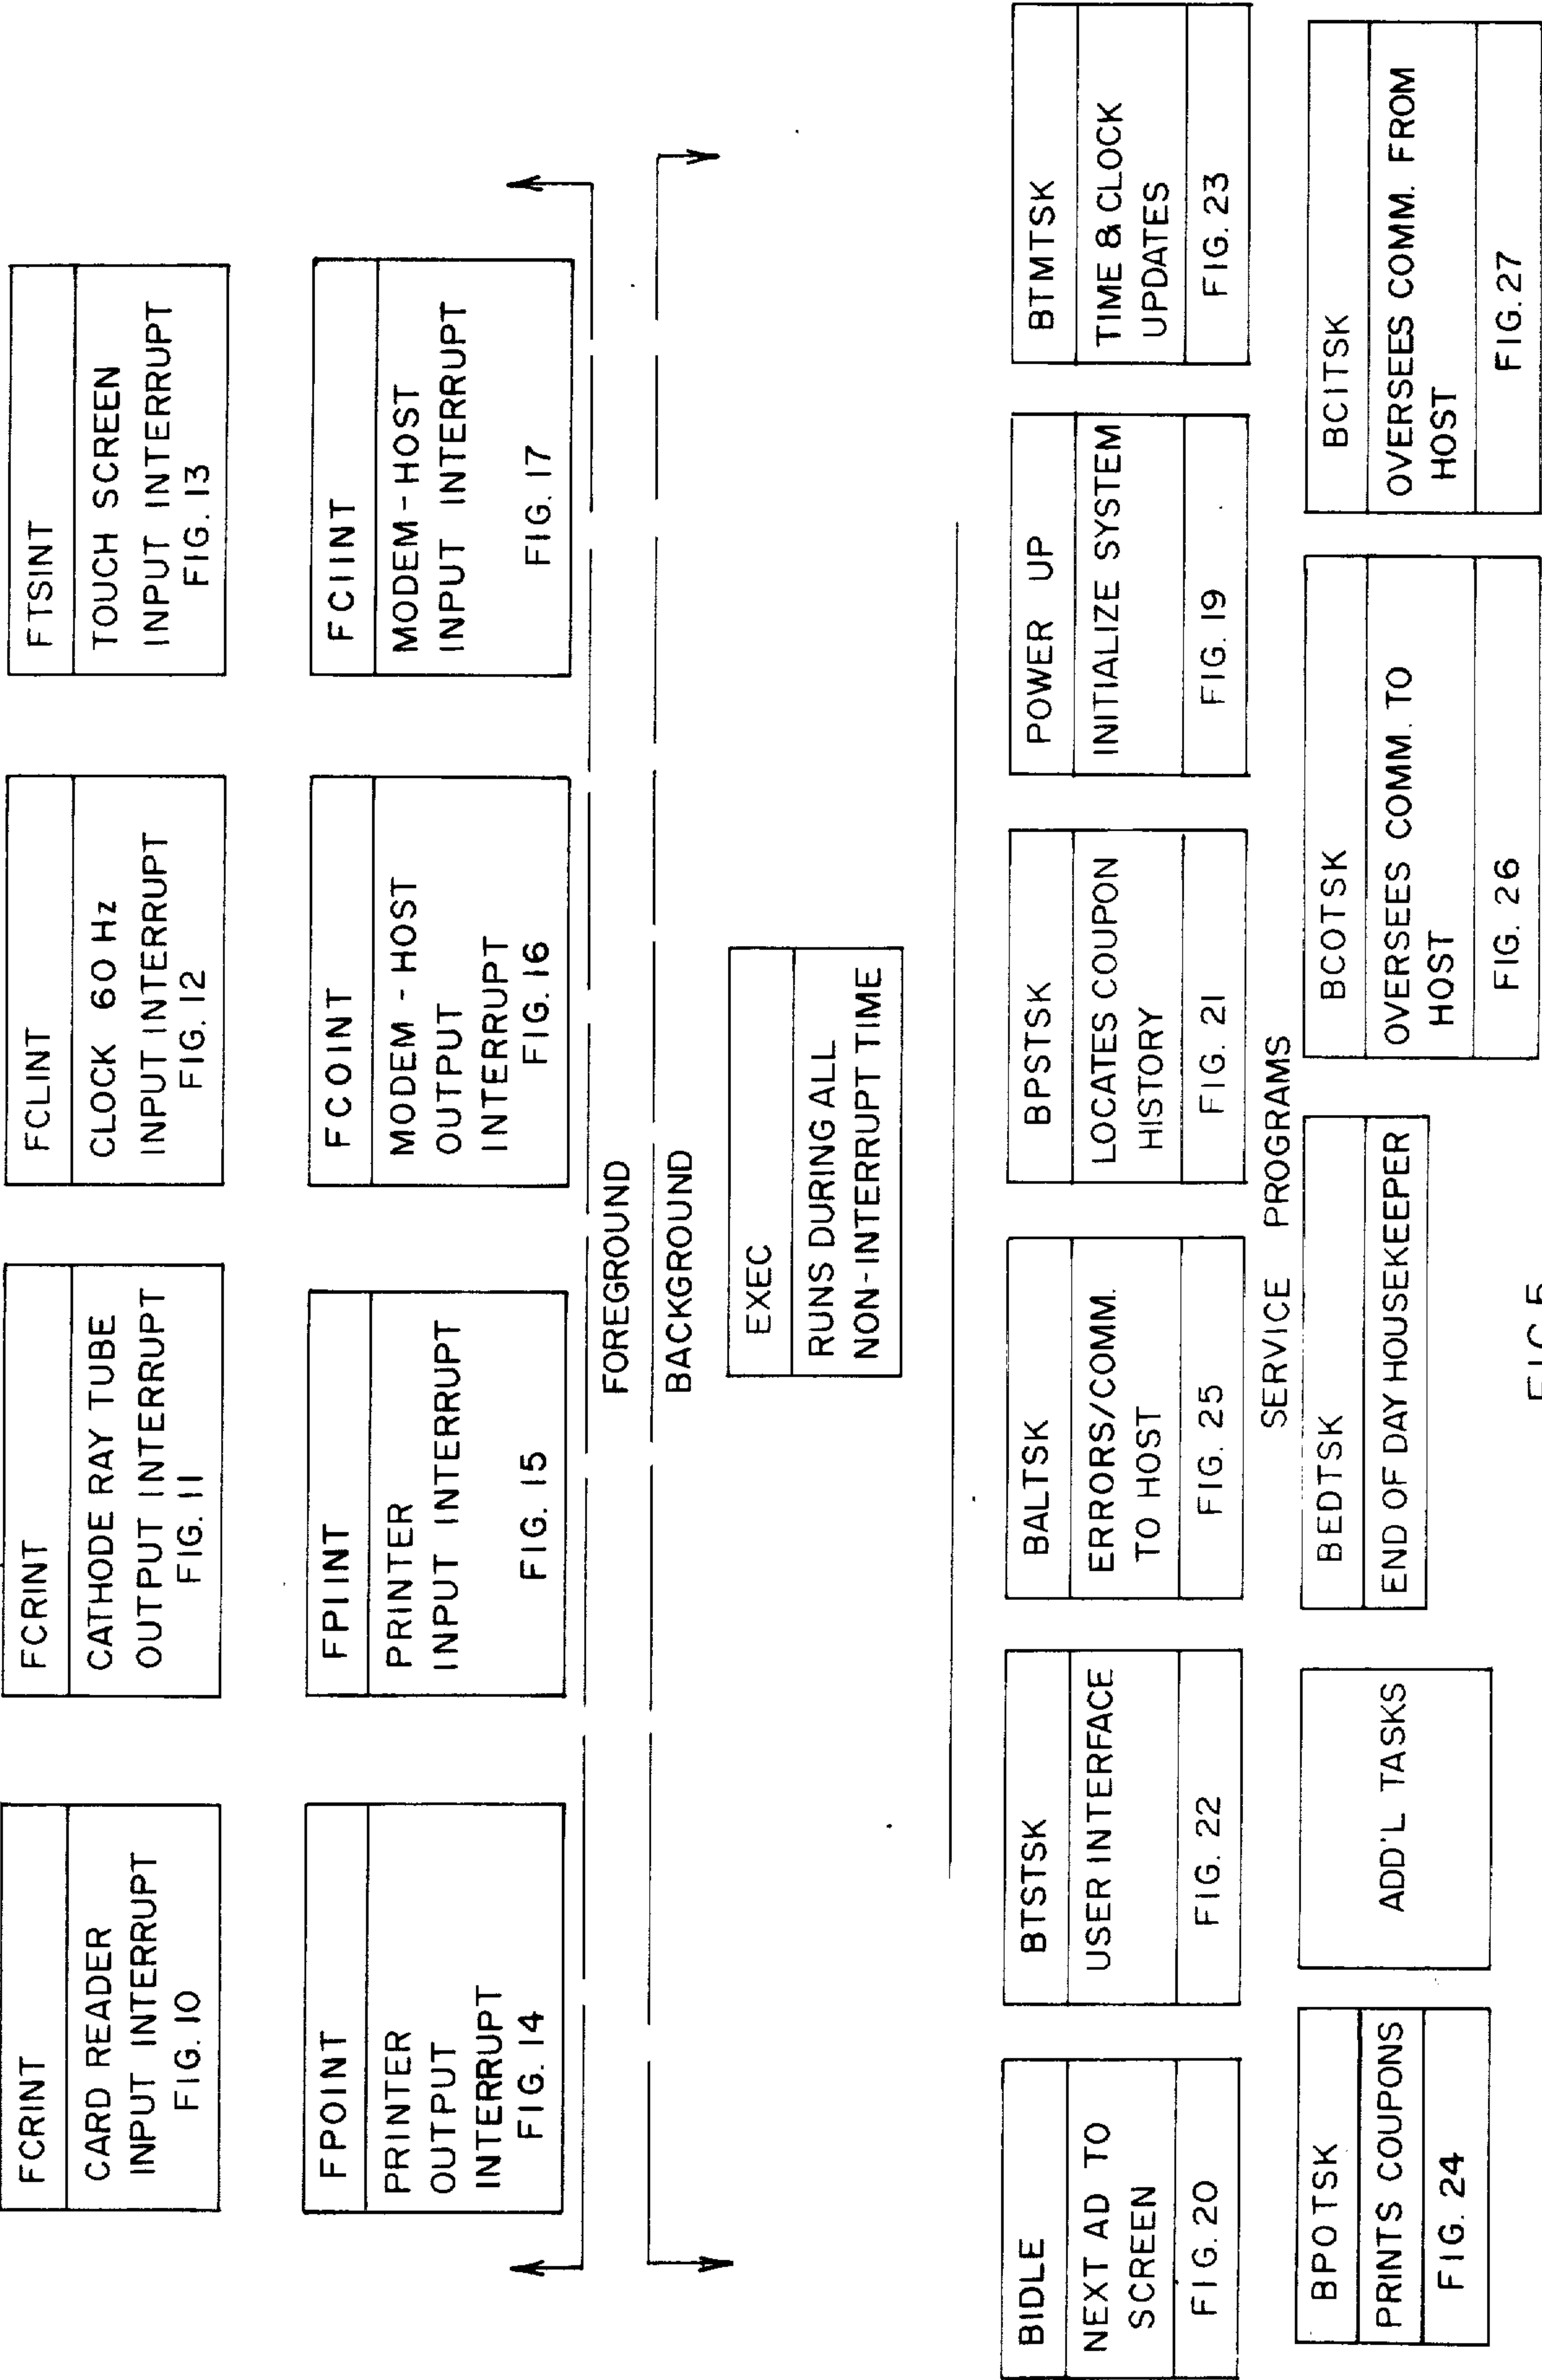 FCRINT
CARD READER
INPUT INTERRUPT
FIG. 10
FCRINT
CATHODE RAY TUBE
OUTPUT INTERRUPT
FIG. 11
FCLINT
CLOCK 60 Hz
INPUT INTERRUPT
FIG. 12
FTSINT
TOUCH SCREEN
INPUT INTERRUPT
FIG. 13
FPOINT
PRINTER
OUTPUT
INTERRUPT
FIG. 14
FPIINT
PRINTER
INPUT INTERRUPT
FIG. 15
FCOINT
MODEM - HOST
OUTPUT
INTERRUPT
FIG. 16
FCIINT
MODEM-HOST
INPUT INTERRUPT
FIG. 17
FOREGROUND
BACKGROUND
EXEC
RUNS DURING ALL
NON-INTERRUPT TIME
BIDLE
NEXT AD TO
SCREEN
FIG. 20
BTSTSK
USER INTERFACE
FIG. 22
BALTSK
ERRORS/COMM.
TO HOST
FIG. 25
BPSTSK
LOCATES COUPON
HISTORY
FIG. 21
POWER UP
INITIALIZE SYSTEM
FIG. 19
BTMTSK
TIME & CLOCK
UPDATES
FIG. 23
SERVICE PROGRAMS
BPOTSK
PRINTS COUPONS
FIG. 24
ADD'L TASKS
BEDTSK
END OF DAY HOUSEKEEPER
BCOTSK
OVERSEES COMM. TO
HOST
FIG. 26
BCITSK
OVERSEES COMM. FROM
HOST
FIG. 27